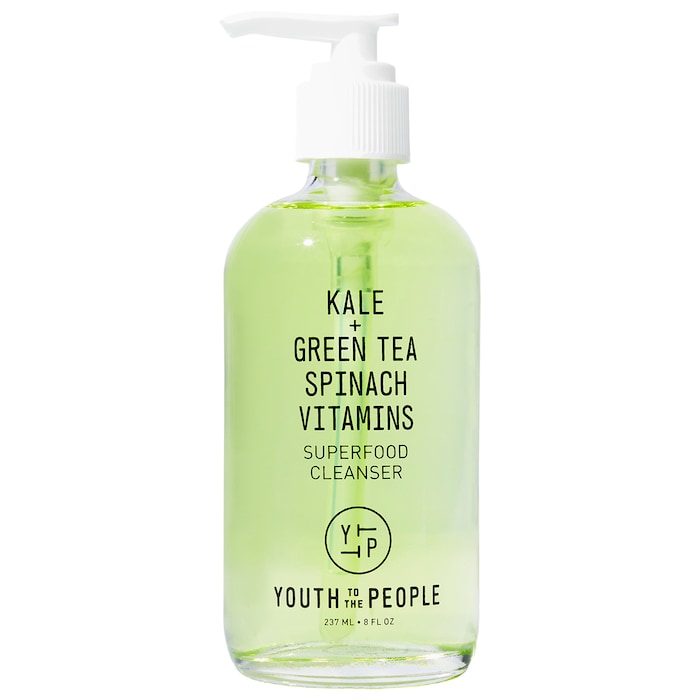 KALE
+
GREEN TEA
SPINACH
VITAMINS
SUPERFOOD
CLEANSER
Y T T P
YOUTH TO THE PEOPLE
237 ML • 8 FL OZ